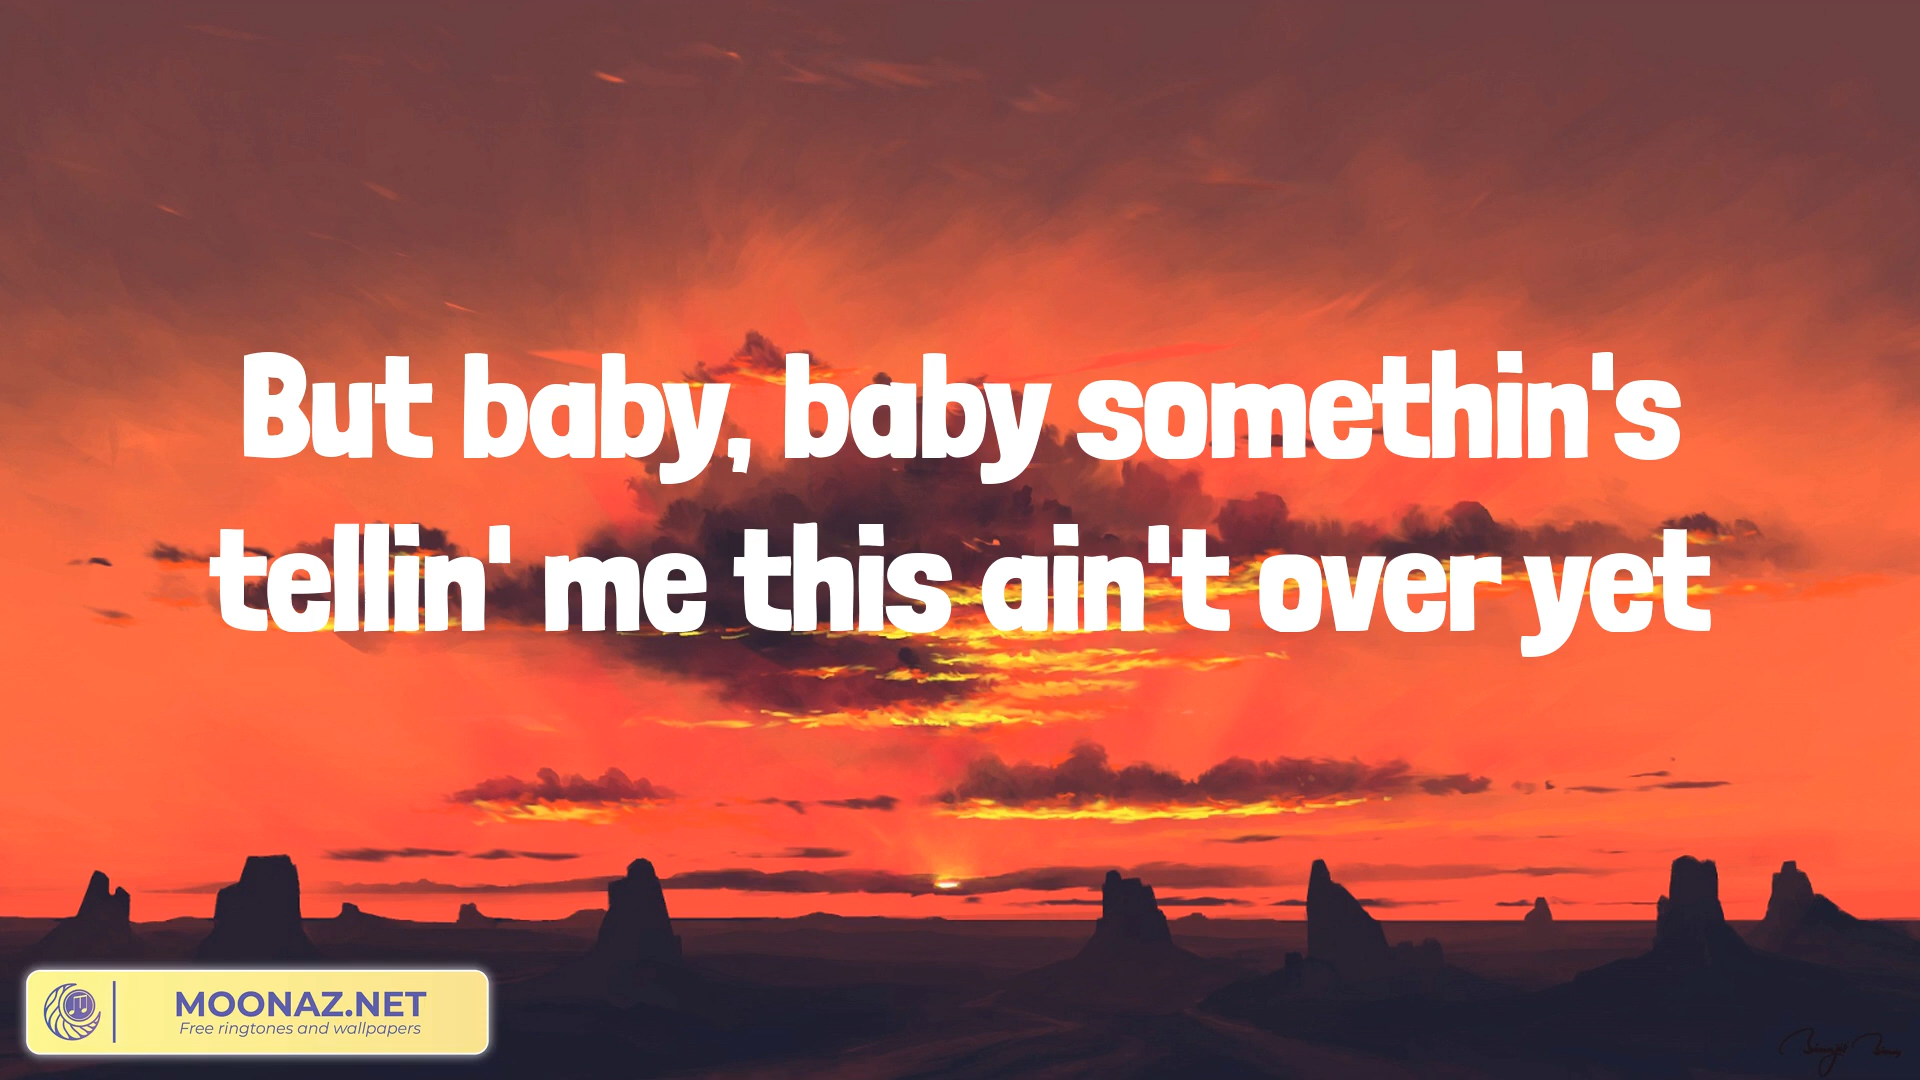 But baby, baby somethin's
tellin' me this ain't over yet
MOONAZ.NET
Free ringtones and wallpapers